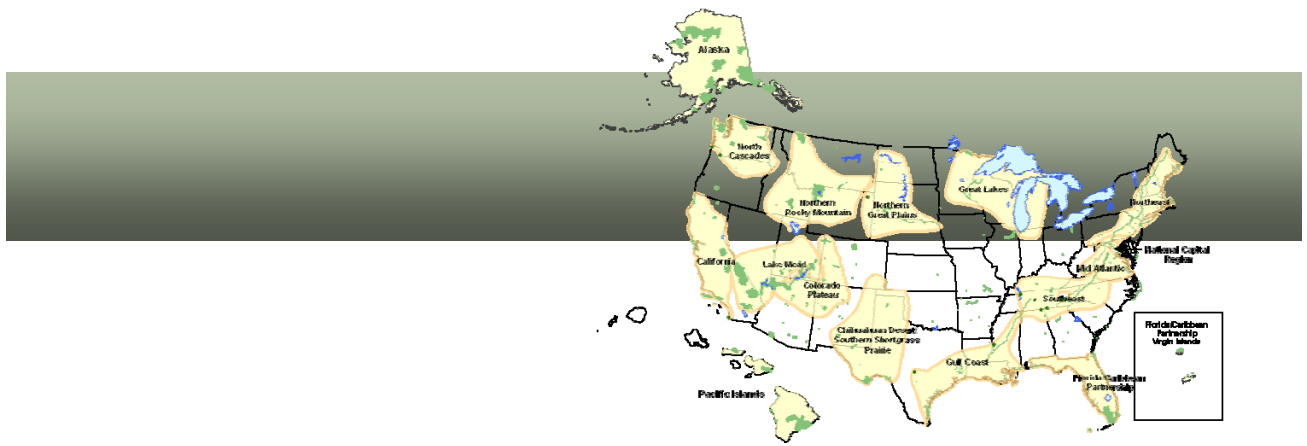 Alaska
North
Cascades
Northern
Rocky Mountain
Northern
Great Plains
Great Lakes
Northeast
National Capital
Region
Mid Atlantic
California
Lake Mead
Colorado
Plateau
Southeast
Chihuahuan Desert
Southern Shortgrass
Prairie
Gulf Coast
Florida/Caribbean
Partnership
Florida/Caribbean
Partnership
Virgin Islands
Pacific Islands